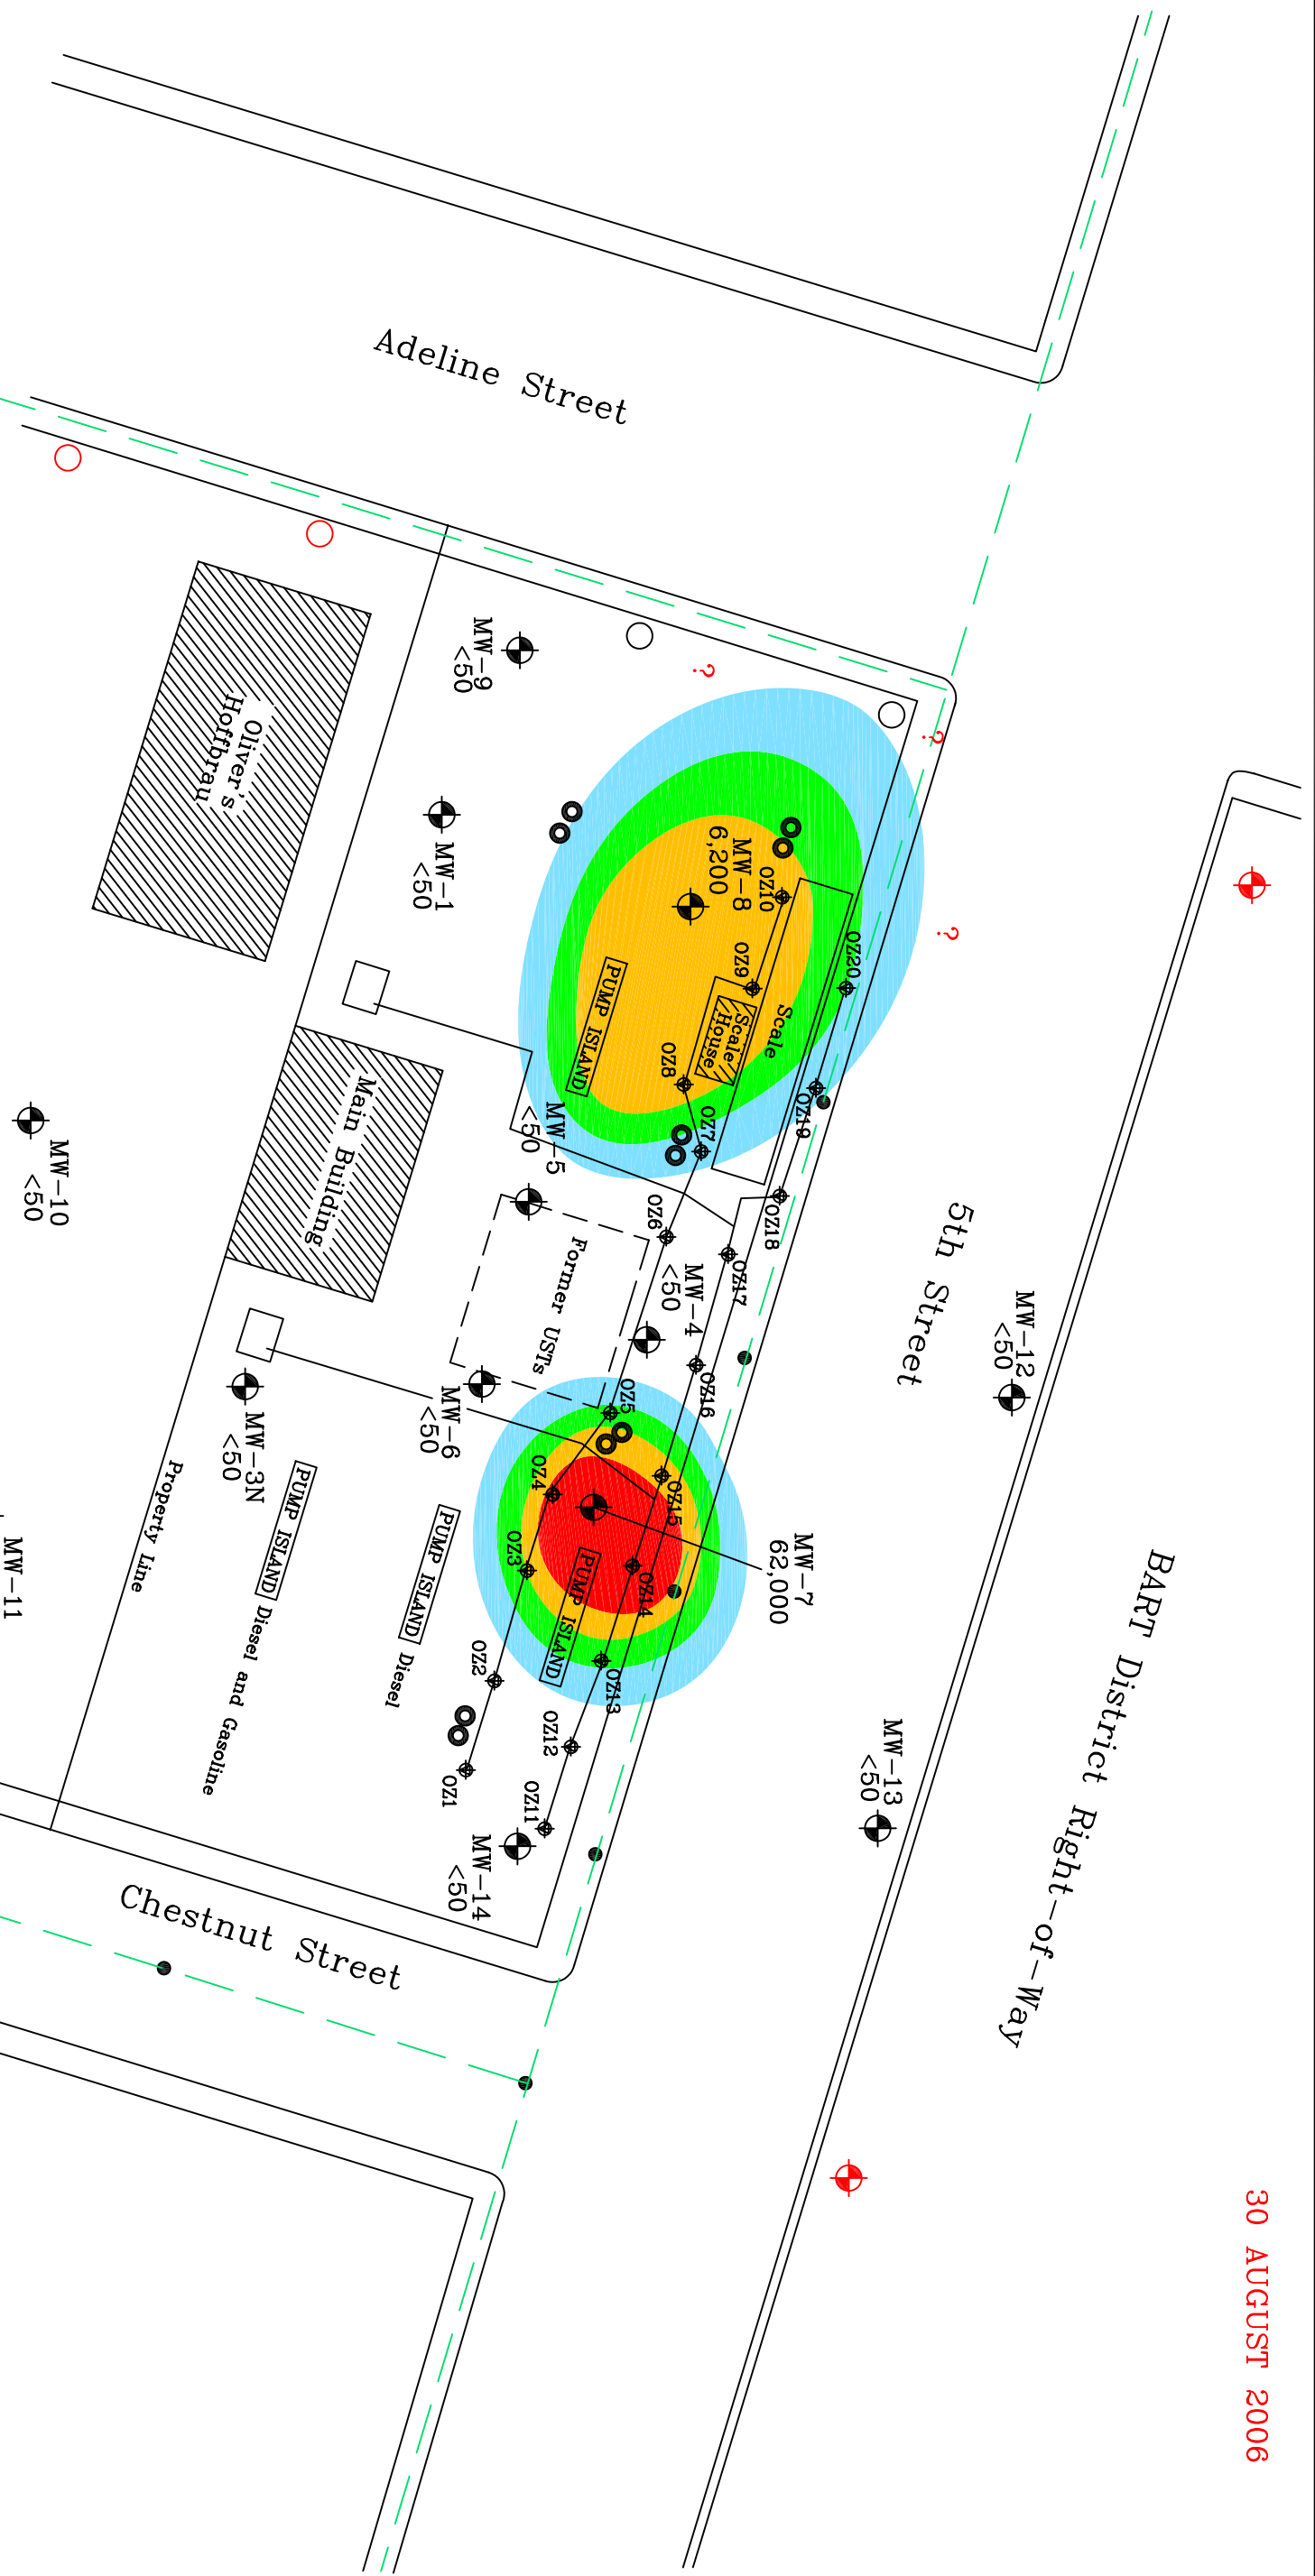 30 AUGUST 2006
BART District Right-of-Way
5th Street
Adeline Street
Chestnut Street
MW-12
<50
MW-13
<50
MW-7
62,000
MW-14
<50
MW-4
<50
MW-5
<50
MW-6
<50
MW-8
6,200
MW-9
<50
MW-1
<50
MW-3N
<50
MW-10
<50
MW-11
?
?
?
OZ20
OZ19
OZ18
OZ17
OZ16
OZ15
OZ14
OZ13
OZ12
OZ11
OZ10
OZ9
OZ8
OZ7
OZ6
OZ5
OZ4
OZ3
OZ2
OZ1
Scale
Scale
House
PUMP ISLAND
PUMP ISLAND
PUMP ISLAND Diesel
PUMP ISLAND Diesel and Gasoline
Former USTs
Main Building
Oliver's
Hoffbrau
Property Line